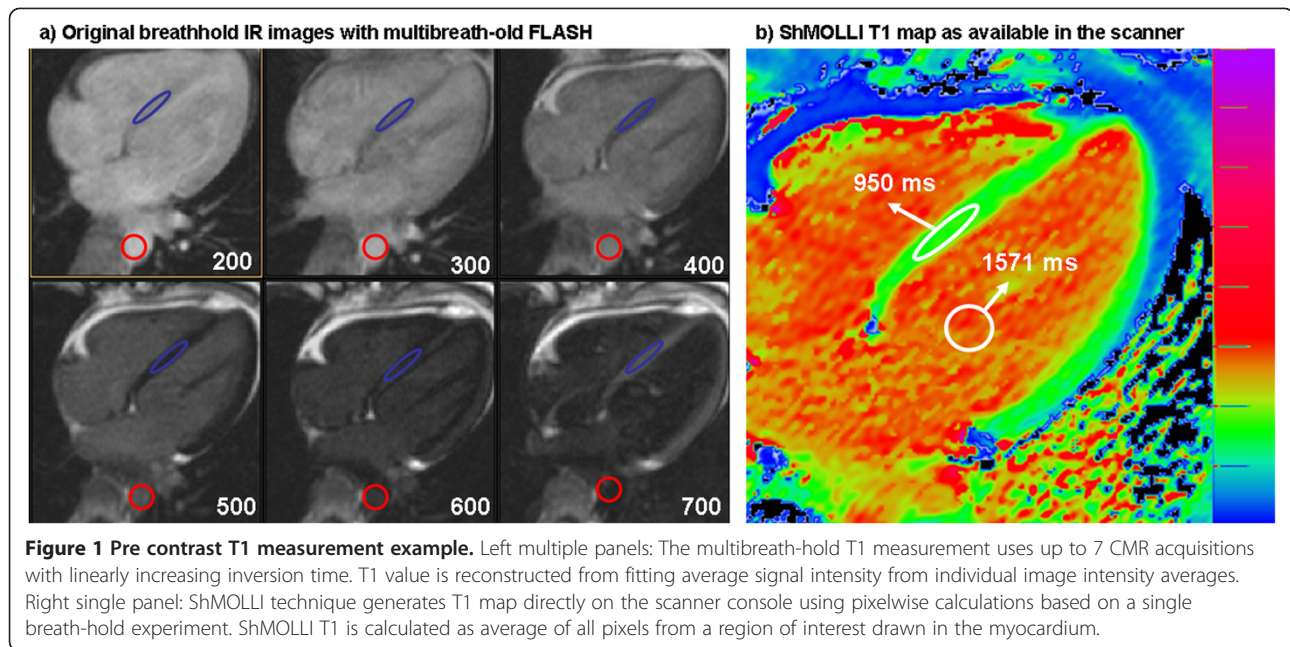 a) Original breathhold IR images with multibreath-old FLASH
200
300
400
500
600
700
b) ShMOLLI T1 map as available in the scanner
950 ms
1571 ms
Figure 1 Pre contrast T1 measurement example. Left multiple panels: The multibreath-hold T1 measurement uses up to 7 CMR acquisitions
with linearly increasing inversion time. T1 value is reconstructed from fitting average signal intensity from individual image intensity averages.
Right single panel: ShMOLLI technique generates T1 map directly on the scanner console using pixelwise calculations based on a single
breath-hold experiment. ShMOLLI T1 is calculated as average of all pixels from a region of interest drawn in the myocardium.